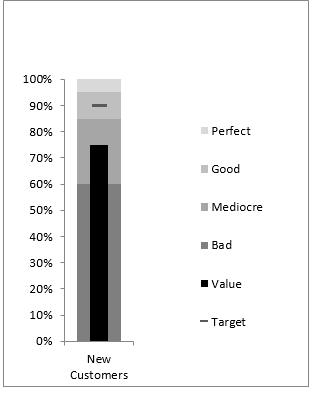 100%
90%
80%
70%
60%
50%
40%
30%
20%
10%
0%
New
Customers
Perfect
Good
Mediocre
Bad
Value
Target